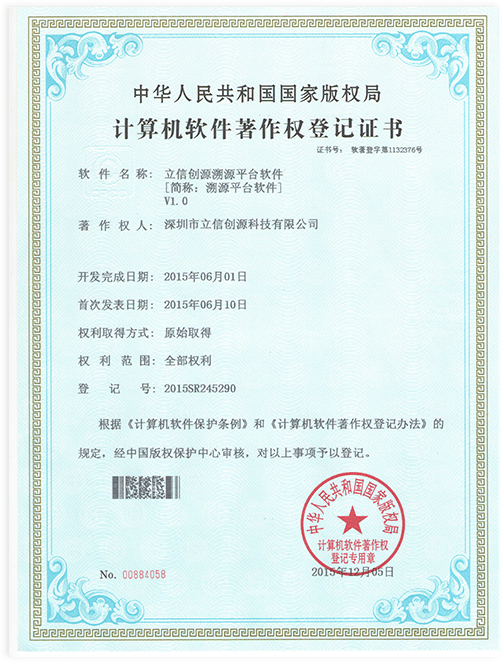 中华人民共和国国家版权局
计算机软件著作权登记证书
证书号： 软著登字第1132376号
软件名称： 立信创源溯源平台软件
[简称：溯源平台软件]
V1.0
著作权人： 深圳市立信创源科技有限公司
开发完成日期： 2015年06月01日
首次发表日期： 2015年06月10日
权利取得方式： 原始取得
权利范围： 全部权利
登记号： 2015SR245290
根据《计算机软件保护条例》和《计算机软件著作权登记办法》的
规定，经中国版权保护中心审核，对以上事项予以登记。
中华人民共和国国家版权局
计算机软件著作权
登记专用章
No. 00884058
2015年12月05日